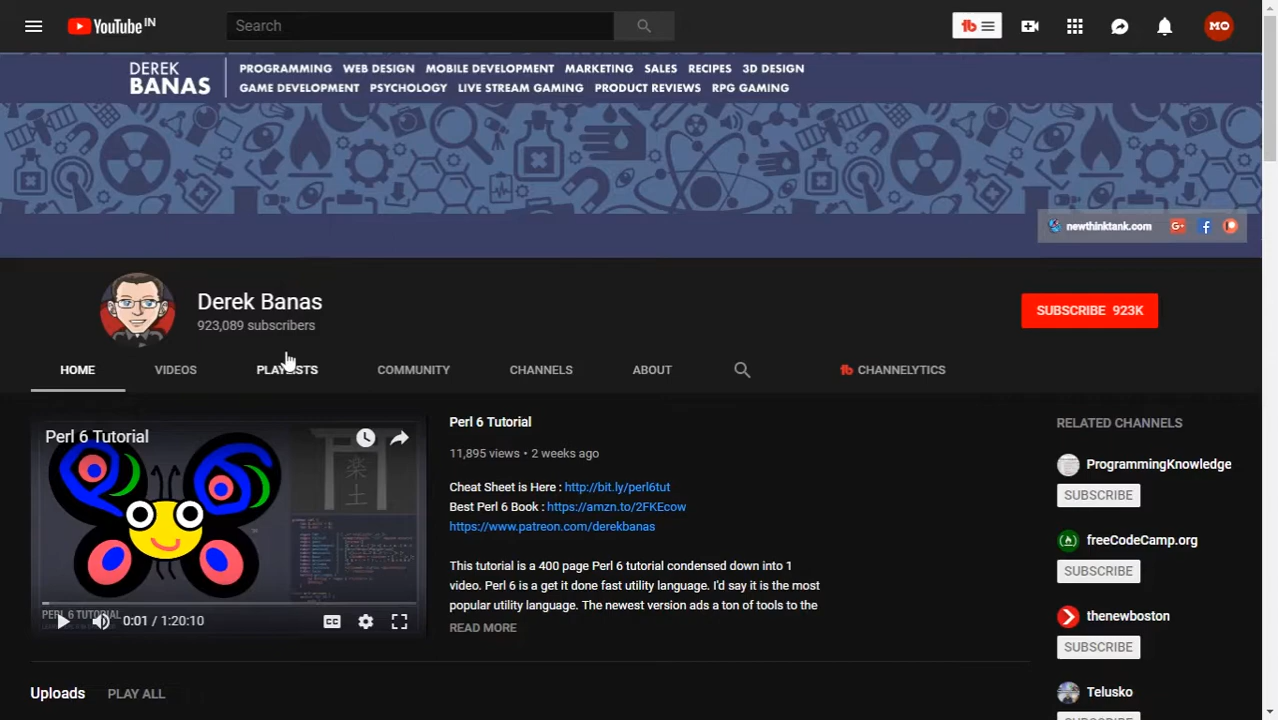 YouTube IN
Search
MO
DEREK BANAS
PROGRAMMING WEB DESIGN MOBILE DEVELOPMENT MARKETING SALES RECIPES 3D DESIGN
GAME DEVELOPMENT PSYCHOLOGY LIVE STREAM GAMING PRODUCT REVIEWS RPG GAMING
newthinktank.com
Derek Banas
923,089 subscribers
SUBSCRIBE 923K
HOME VIDEOS PLAYLISTS COMMUNITY CHANNELS ABOUT CHANNELYTICS
Perl 6 Tutorial
PERL 6 TUTORIAL
0:01 / 1:20:10
Perl 6 Tutorial
11,895 views • 2 weeks ago
Cheat Sheet is Here : http://bit.ly/perl6tut
Best Perl 6 Book : https://amzn.to/2FKEcow
https://www.patreon.com/derekbanas
This tutorial is a 400 page Perl 6 tutorial condensed down into 1
video. Perl 6 is a get it done fast utility language. I'd say it is the most
popular utility language. The newest version ads a ton of tools to the
READ MORE
RELATED CHANNELS
ProgrammingKnowledge
SUBSCRIBE
freeCodeCamp.org
SUBSCRIBE
thenewboston
SUBSCRIBE
Telusko
Uploads PLAY ALL